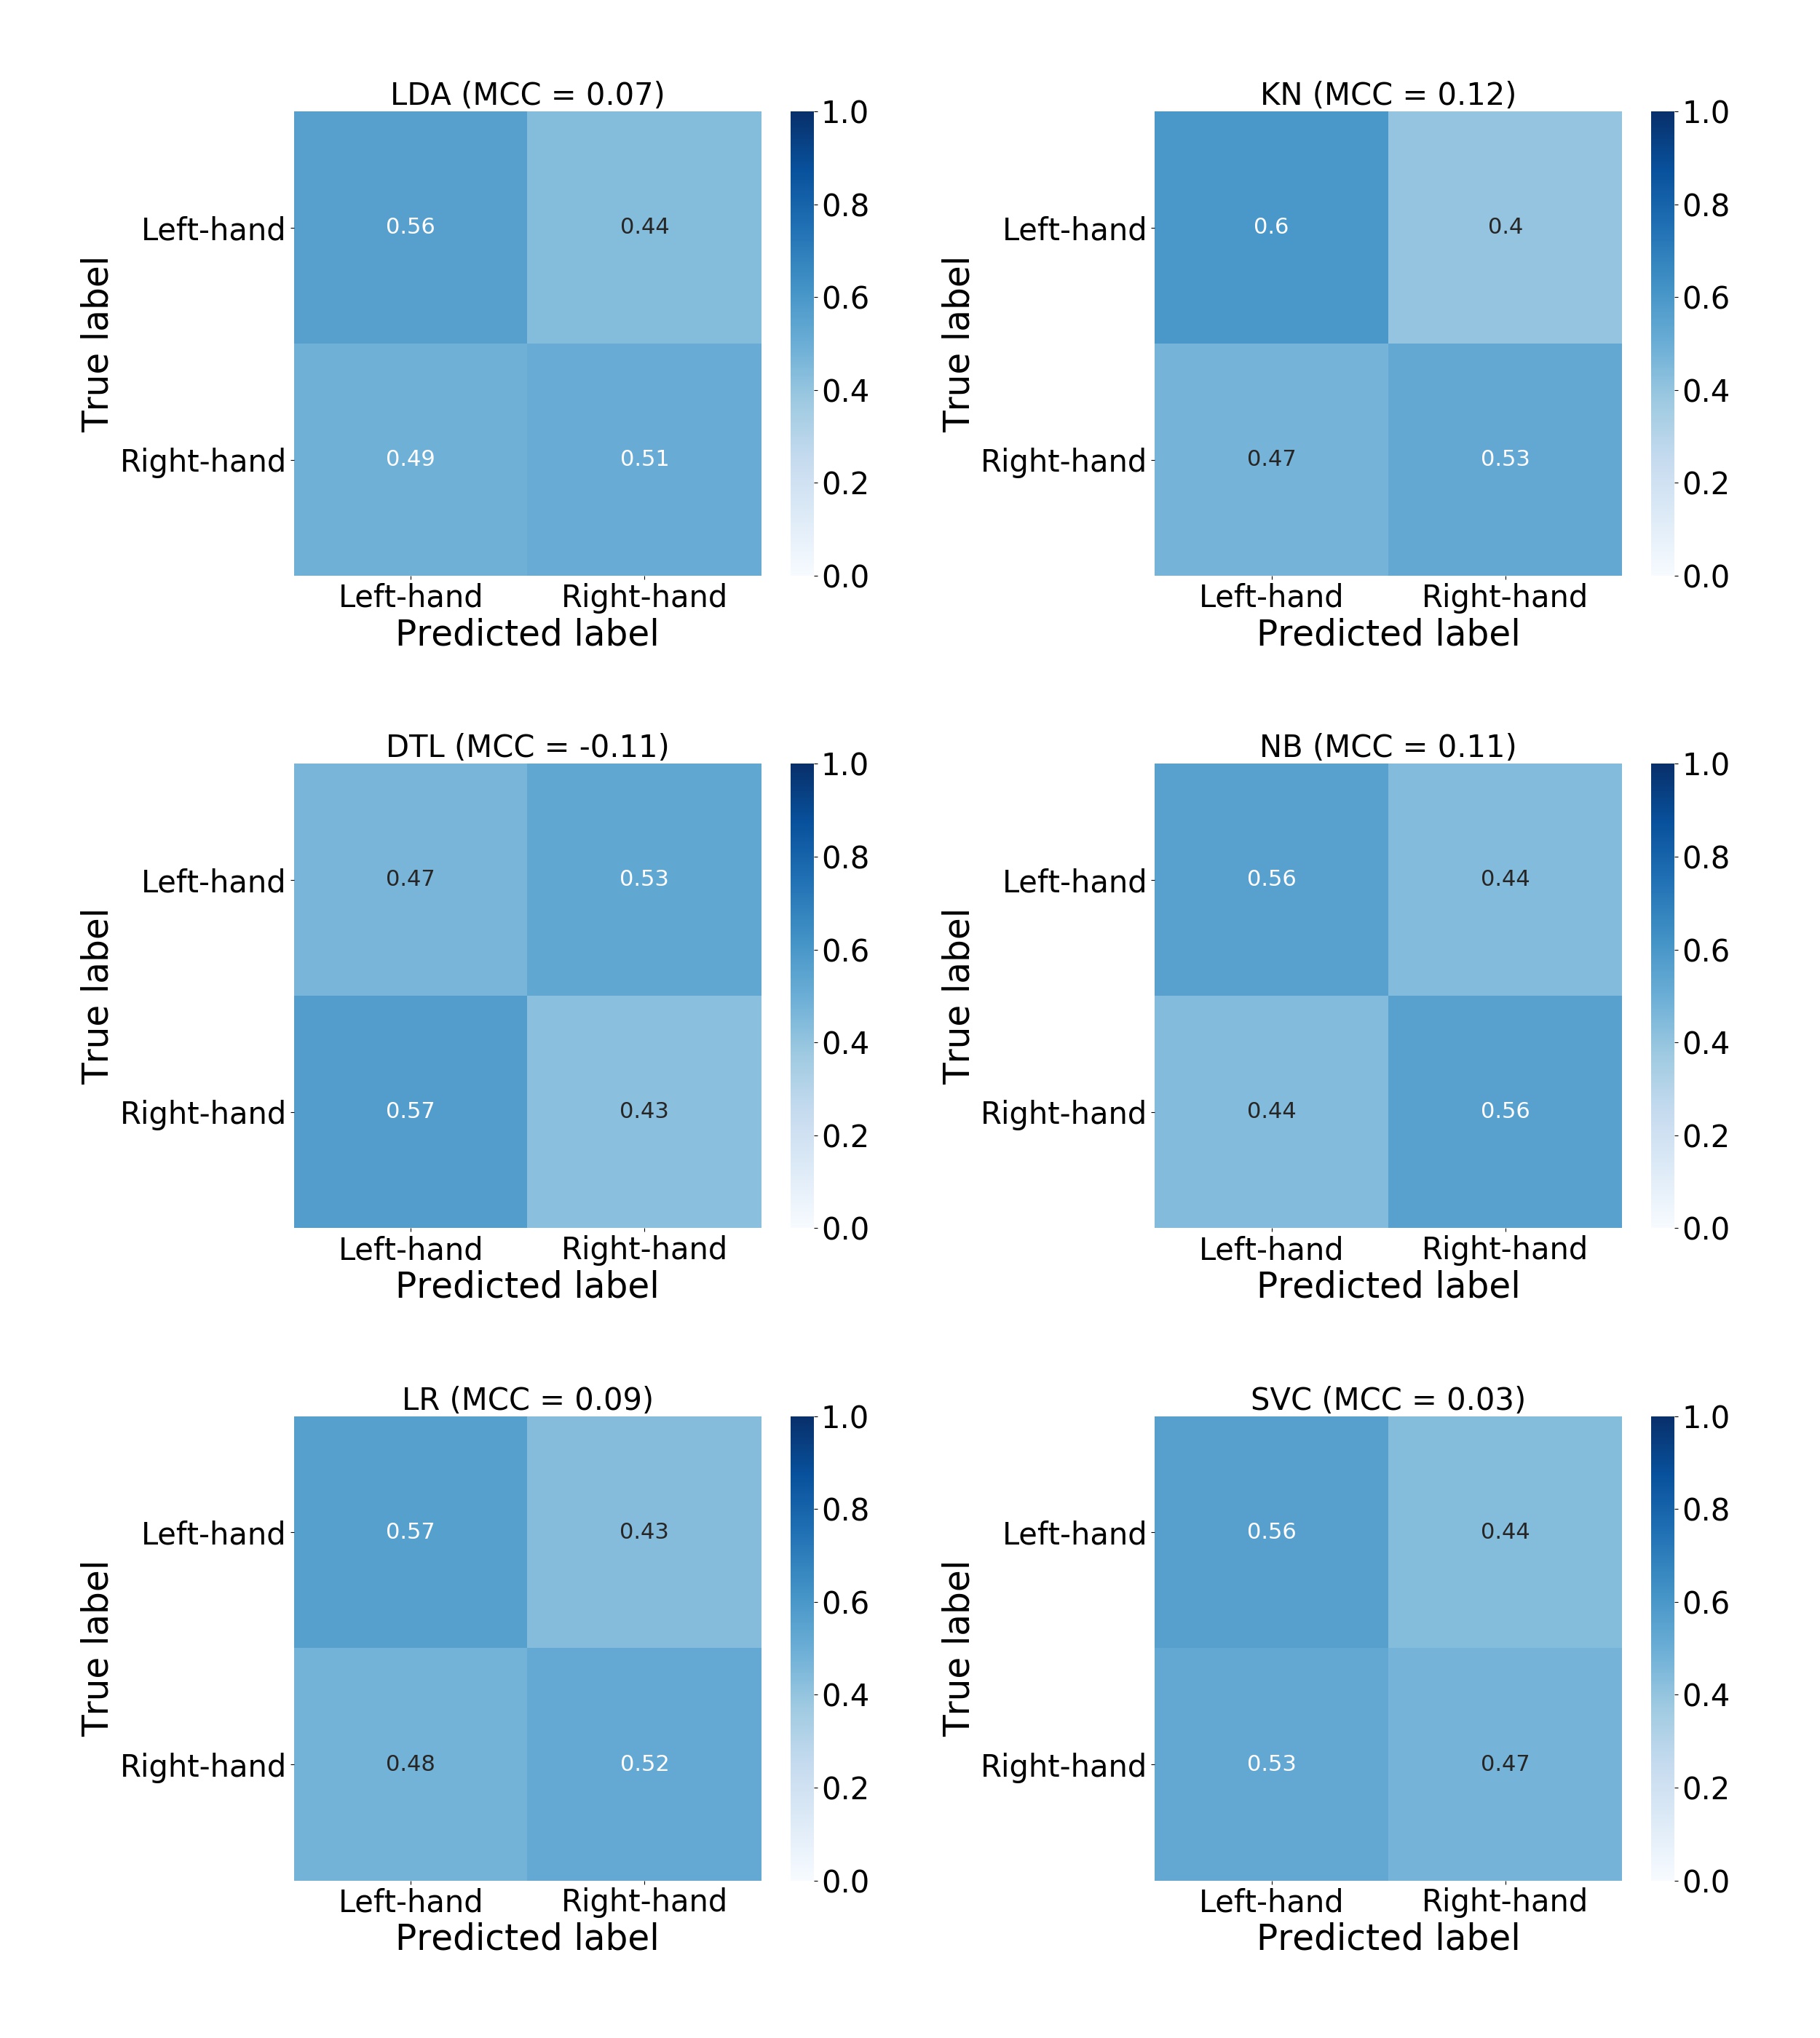 LDA (MCC = 0.07)
1.0
0.8
0.6
0.4
0.2
0.0
True label
Left-hand
Right-hand
0.56 0.44
0.49 0.51
Left-hand Right-hand
Predicted label
KN (MCC = 0.12)
1.0
0.8
0.6
0.4
0.2
0.0
True label
Left-hand
Right-hand
0.6 0.4
0.47 0.53
Left-hand Right-hand
Predicted label
DTL (MCC = -0.11)
1.0
0.8
0.6
0.4
0.2
0.0
True label
Left-hand
Right-hand
0.47 0.53
0.57 0.43
Left-hand Right-hand
Predicted label
NB (MCC = 0.11)
1.0
0.8
0.6
0.4
0.2
0.0
True label
Left-hand
Right-hand
0.56 0.44
0.44 0.56
Left-hand Right-hand
Predicted label
LR (MCC = 0.09)
1.0
0.8
0.6
0.4
0.2
0.0
True label
Left-hand
Right-hand
0.57 0.43
0.48 0.52
Left-hand Right-hand
Predicted label
SVC (MCC = 0.03)
1.0
0.8
0.6
0.4
0.2
0.0
True label
Left-hand
Right-hand
0.56 0.44
0.53 0.47
Left-hand Right-hand
Predicted label